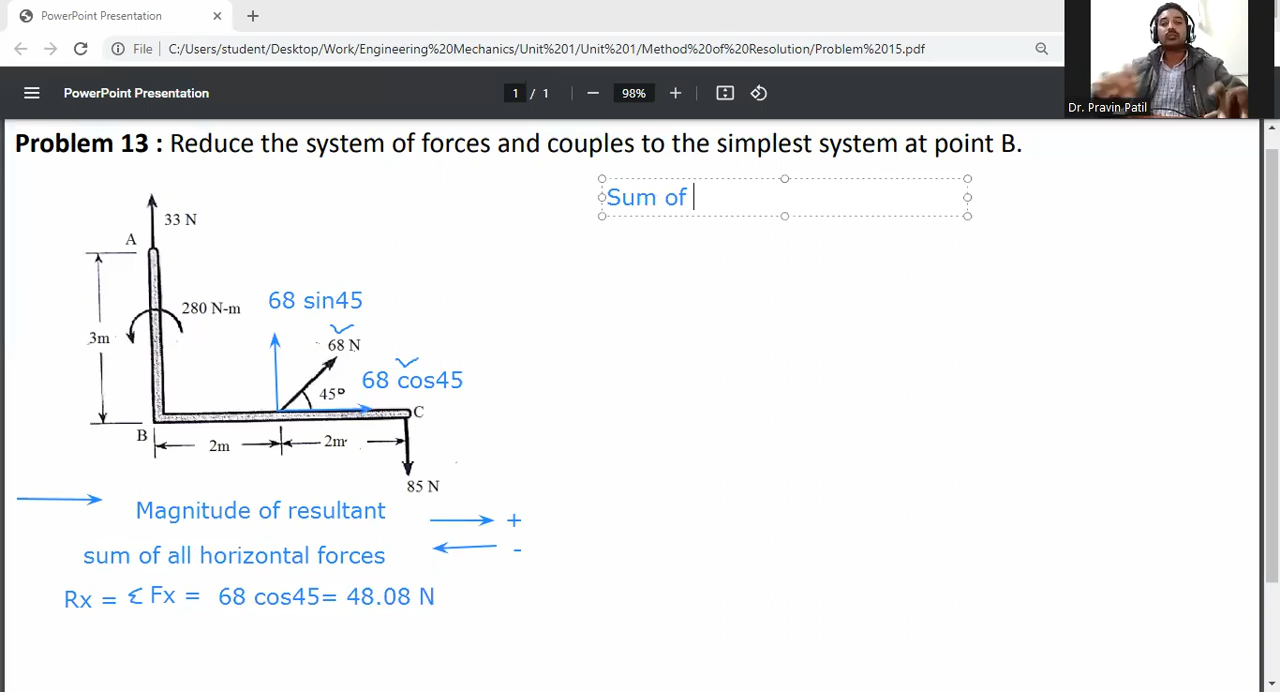 PowerPoint Presentation
File C:/Users/student/Desktop/Work/Engineering%20Mechanics/Unit%201/Unit%201/Method%20of%20Resolution/Problem%2015.pdf
PowerPoint Presentation
1 / 1
98%
Dr. Pravin Patil
Problem 13 : Reduce the system of forces and couples to the simplest system at point B.
Sum of
33 N
A
280 N-m
68 sin45
3m
68 N
68 cos45
45º
C
B
2m
2m
85 N
Magnitude of resultant
+
sum of all horizontal forces
-
Rx = Σ Fx = 68 cos45= 48.08 N